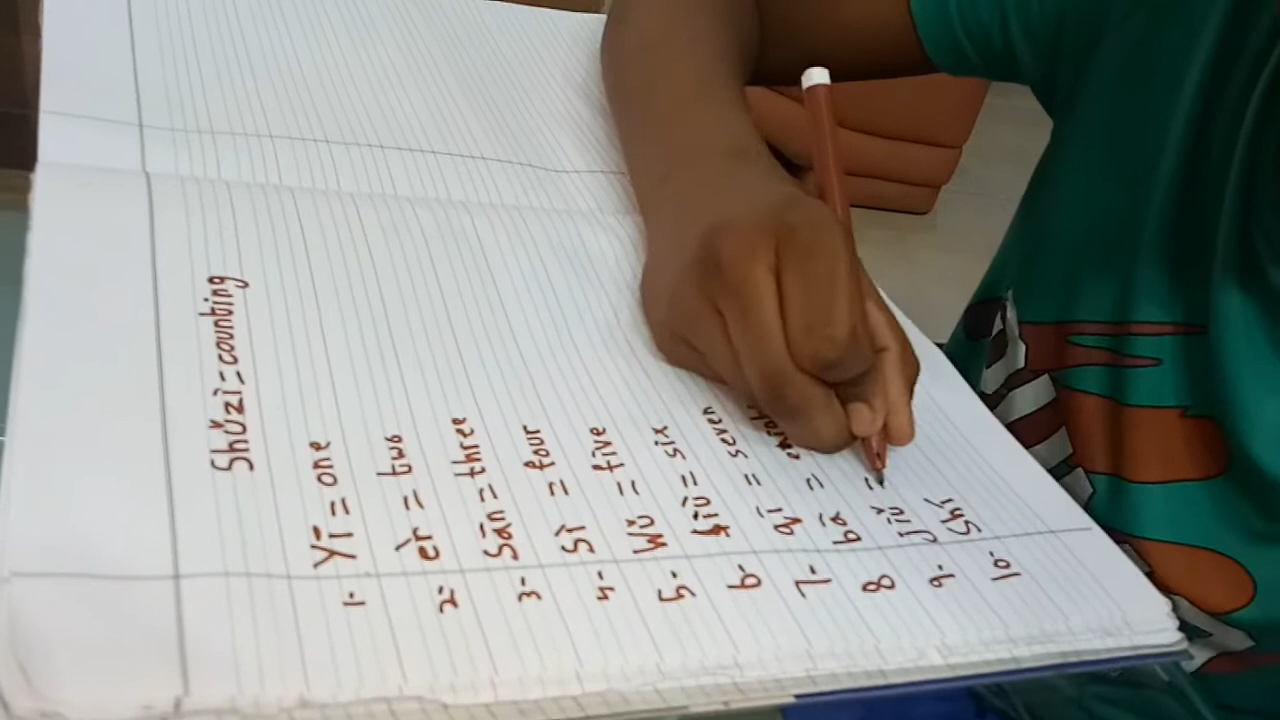 Shǔzì = counting
1- Yī = one
2- èr = two
3- Sān = three
4- Sì = four
5- Wǔ = five
6- liù = six
7- qī = seven
8 bā =
9- Jiǔ =
10- Shí